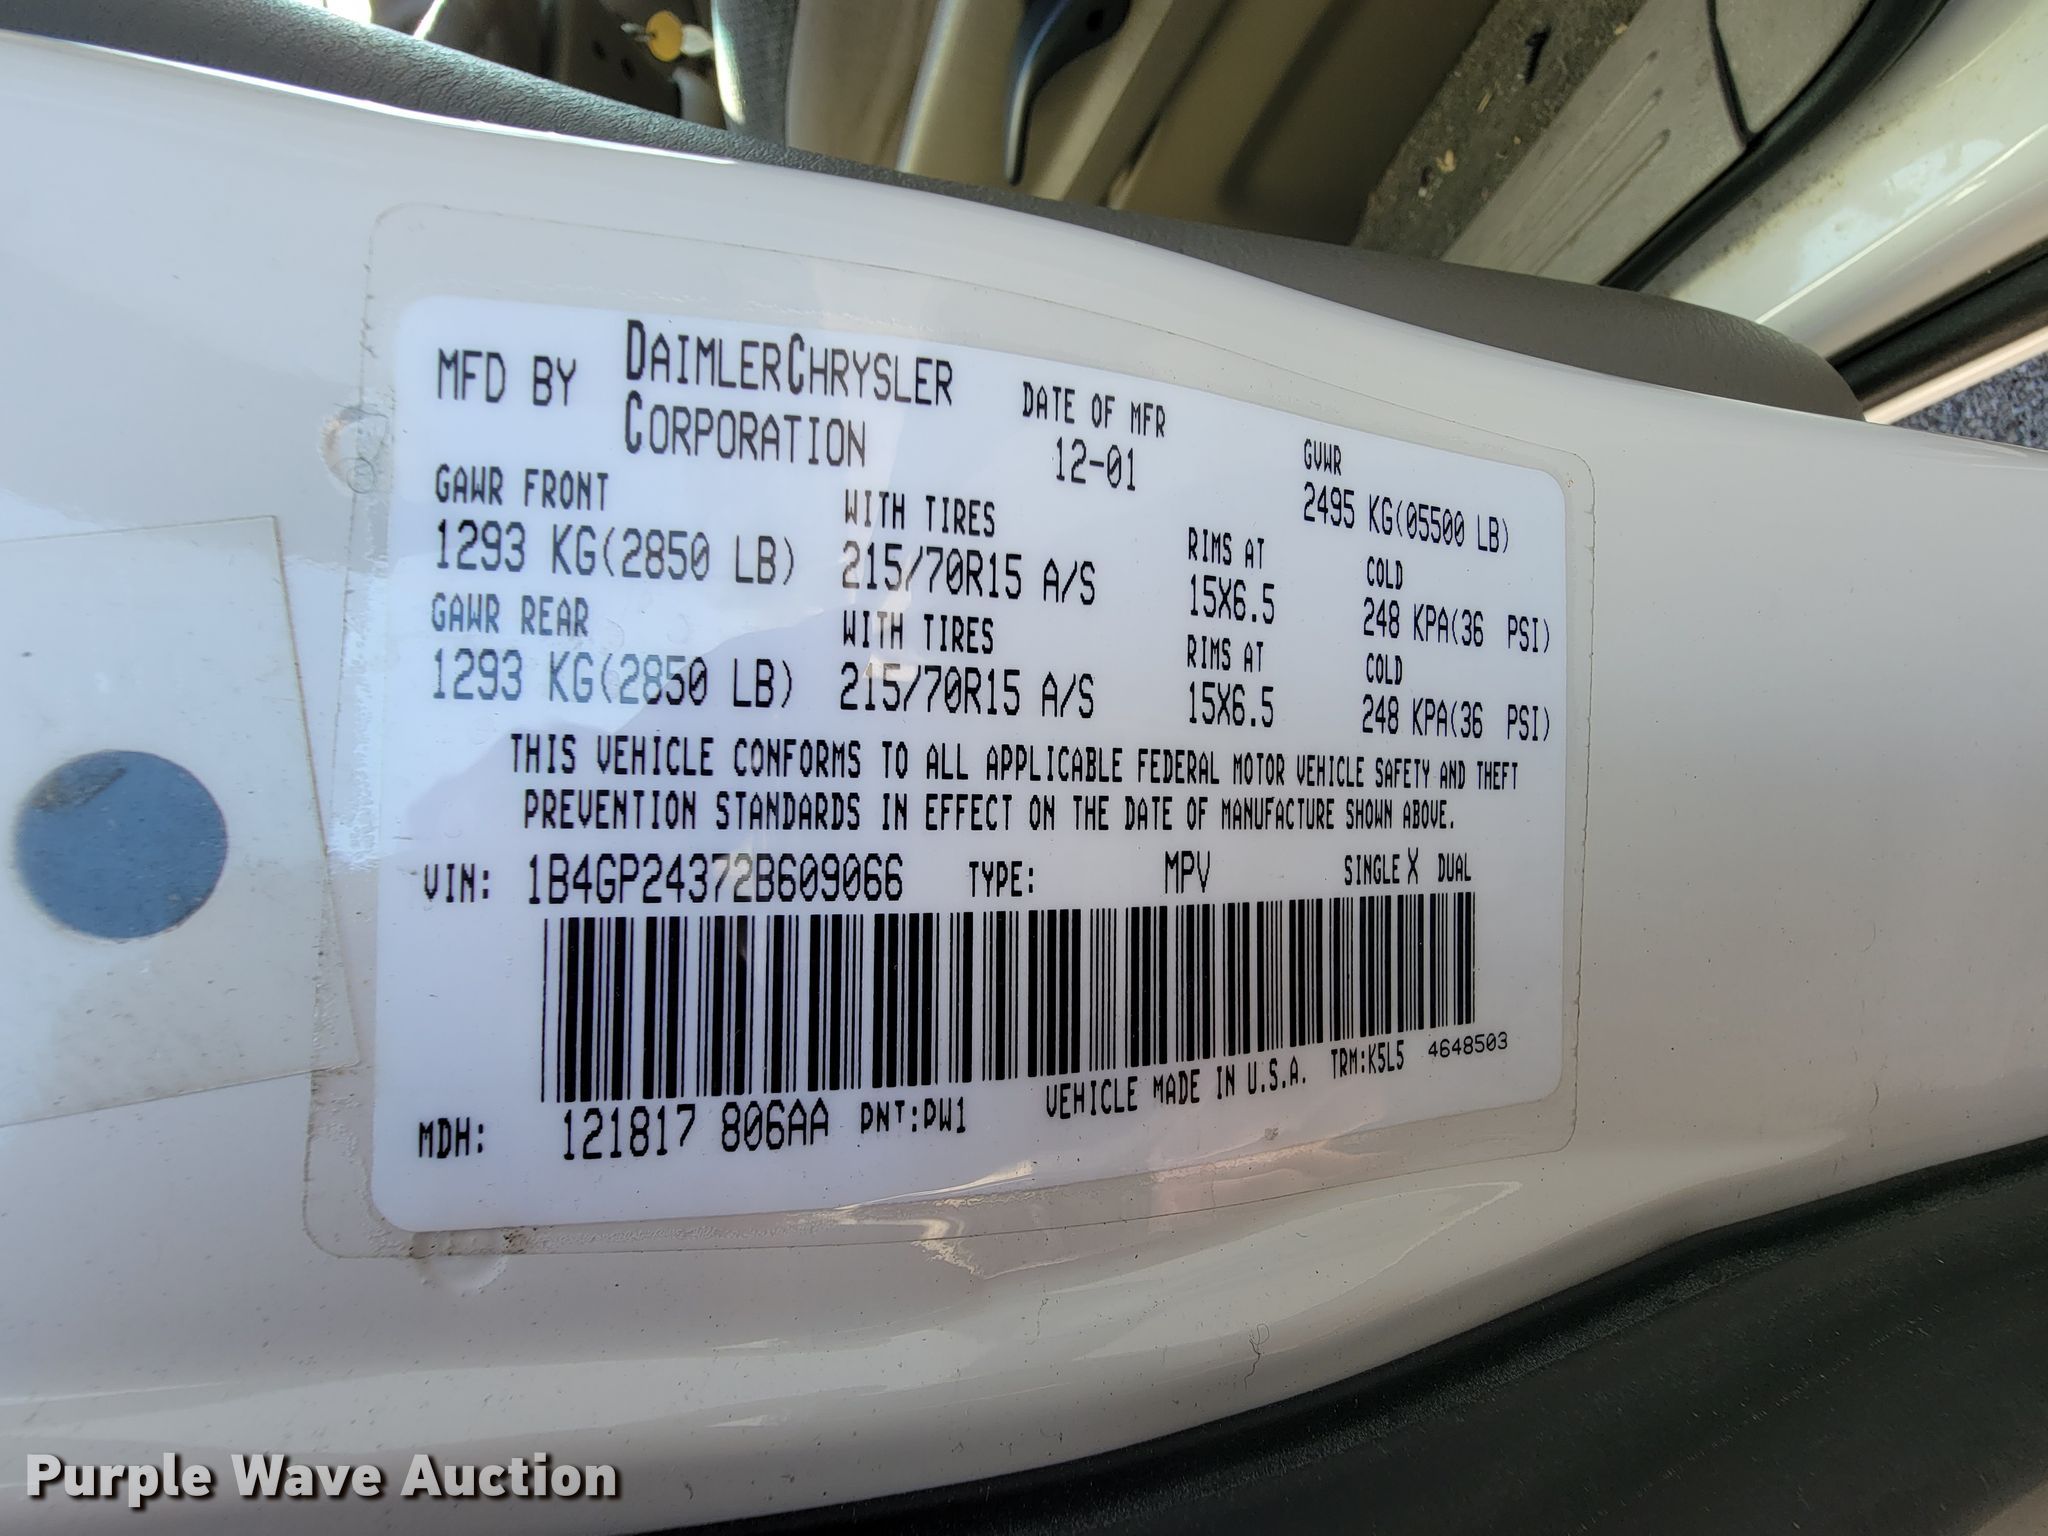 MFD BY DAIMLERCHRYSLER CORPORATION
DATE OF MFR 12-01
GVWR 2495 KG(05500 LB)
GAWR FRONT WITH TIRES RIMS AT COLD
1293 KG(2850 LB) 215/70R15 A/S 15X6.5 248 KPA(36 PSI)
GAWR REAR WITH TIRES RIMS AT COLD
1293 KG(2850 LB) 215/70R15 A/S 15X6.5 248 KPA(36 PSI)
THIS VEHICLE CONFORMS TO ALL APPLICABLE FEDERAL MOTOR VEHICLE SAFETY AND THEFT
PREVENTION STANDARDS IN EFFECT ON THE DATE OF MANUFACTURE SHOWN ABOVE.
VIN: 1B4GP24372B609066 TYPE: MPV SINGLE X DUAL
MDH: 121817 806AA PNT:PW1 VEHICLE MADE IN U.S.A. TRM:K5L5 4648503
Purple Wave Auction